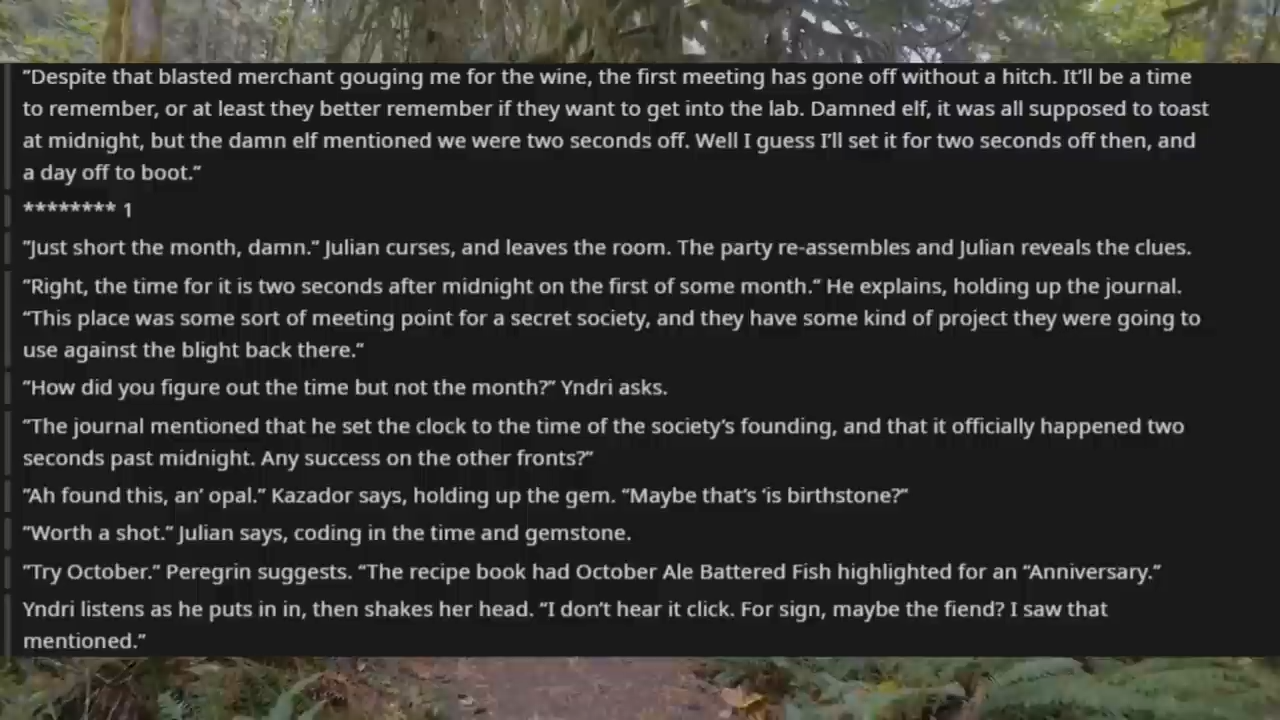 "Despite that blasted merchant gouging me for the wine, the first meeting has gone off without a hitch. It'll be a time
to remember, or at least they better remember if they want to get into the lab. Damned elf, it was all supposed to toast
at midnight, but the damn elf mentioned we were two seconds off. Well I guess I'll set it for two seconds off then, and
a day off to boot."
******** 1
"Just short the month, damn." Julian curses, and leaves the room. The party re-assembles and Julian reveals the clues.
"Right, the time for it is two seconds after midnight on the first of some month." He explains, holding up the journal.
"This place was some sort of meeting point for a secret society, and they have some kind of project they were going to
use against the blight back there."
"How did you figure out the time but not the month?" Yndri asks.
"The journal mentioned that he set the clock to the time of the society's founding, and that it officially happened two
seconds past midnight. Any success on the other fronts?"
"Ah found this, an' opal." Kazador says, holding up the gem. "Maybe that's 'is birthstone?"
"Worth a shot." Julian says, coding in the time and gemstone.
"Try October." Peregrin suggests. "The recipe book had October Ale Battered Fish highlighted for an "Anniversary."
Yndri listens as he puts in in, then shakes her head. "I don't hear it click. For sign, maybe the fiend? I saw that
mentioned."